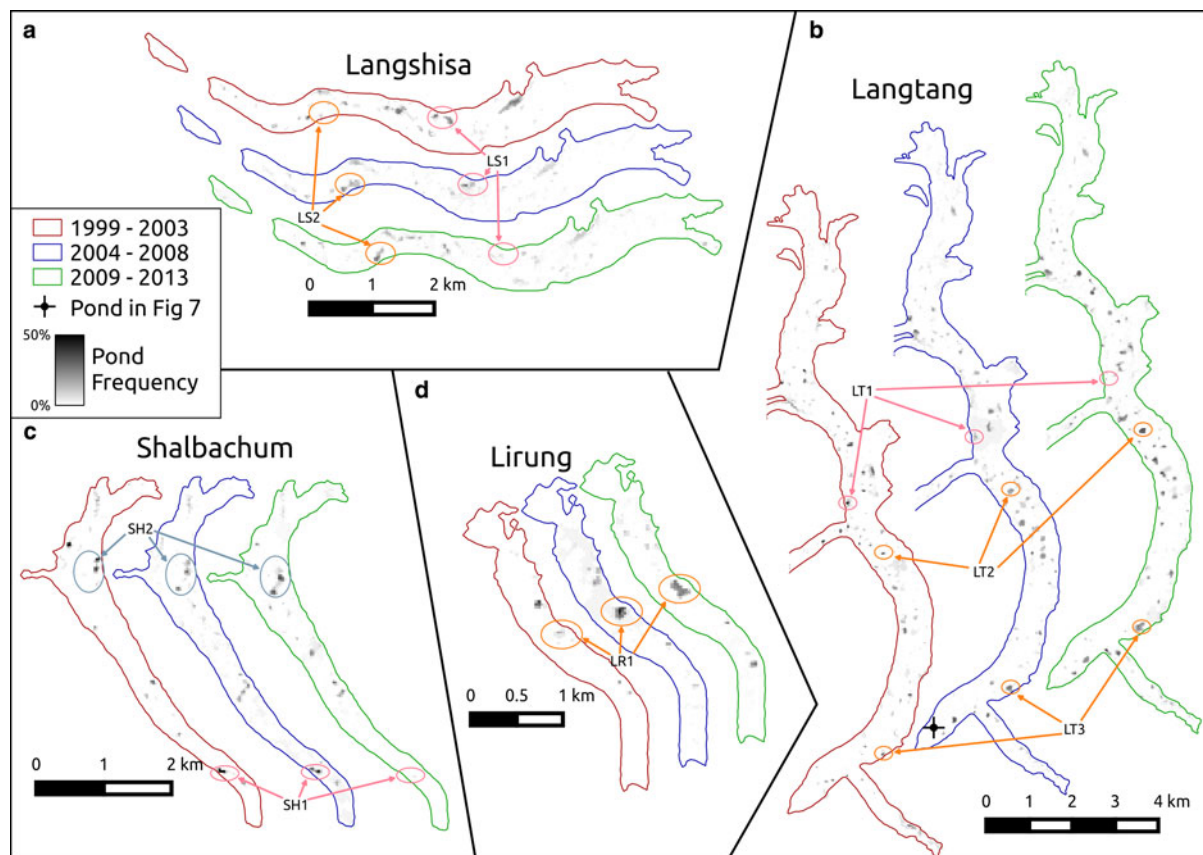 a
Langshisa
LS1
LS2
0 1 2 km
1999 - 2003
2004 - 2008
2009 - 2013
Pond in Fig 7
50%
Pond
Frequency
0%
b
Langtang
LT1
LT2
LT3
0 1 2 3 4 km
c
Shalbachum
SH2
0 1 2 km
SH1
d
Lirung
LR1
0 0.5 1 km